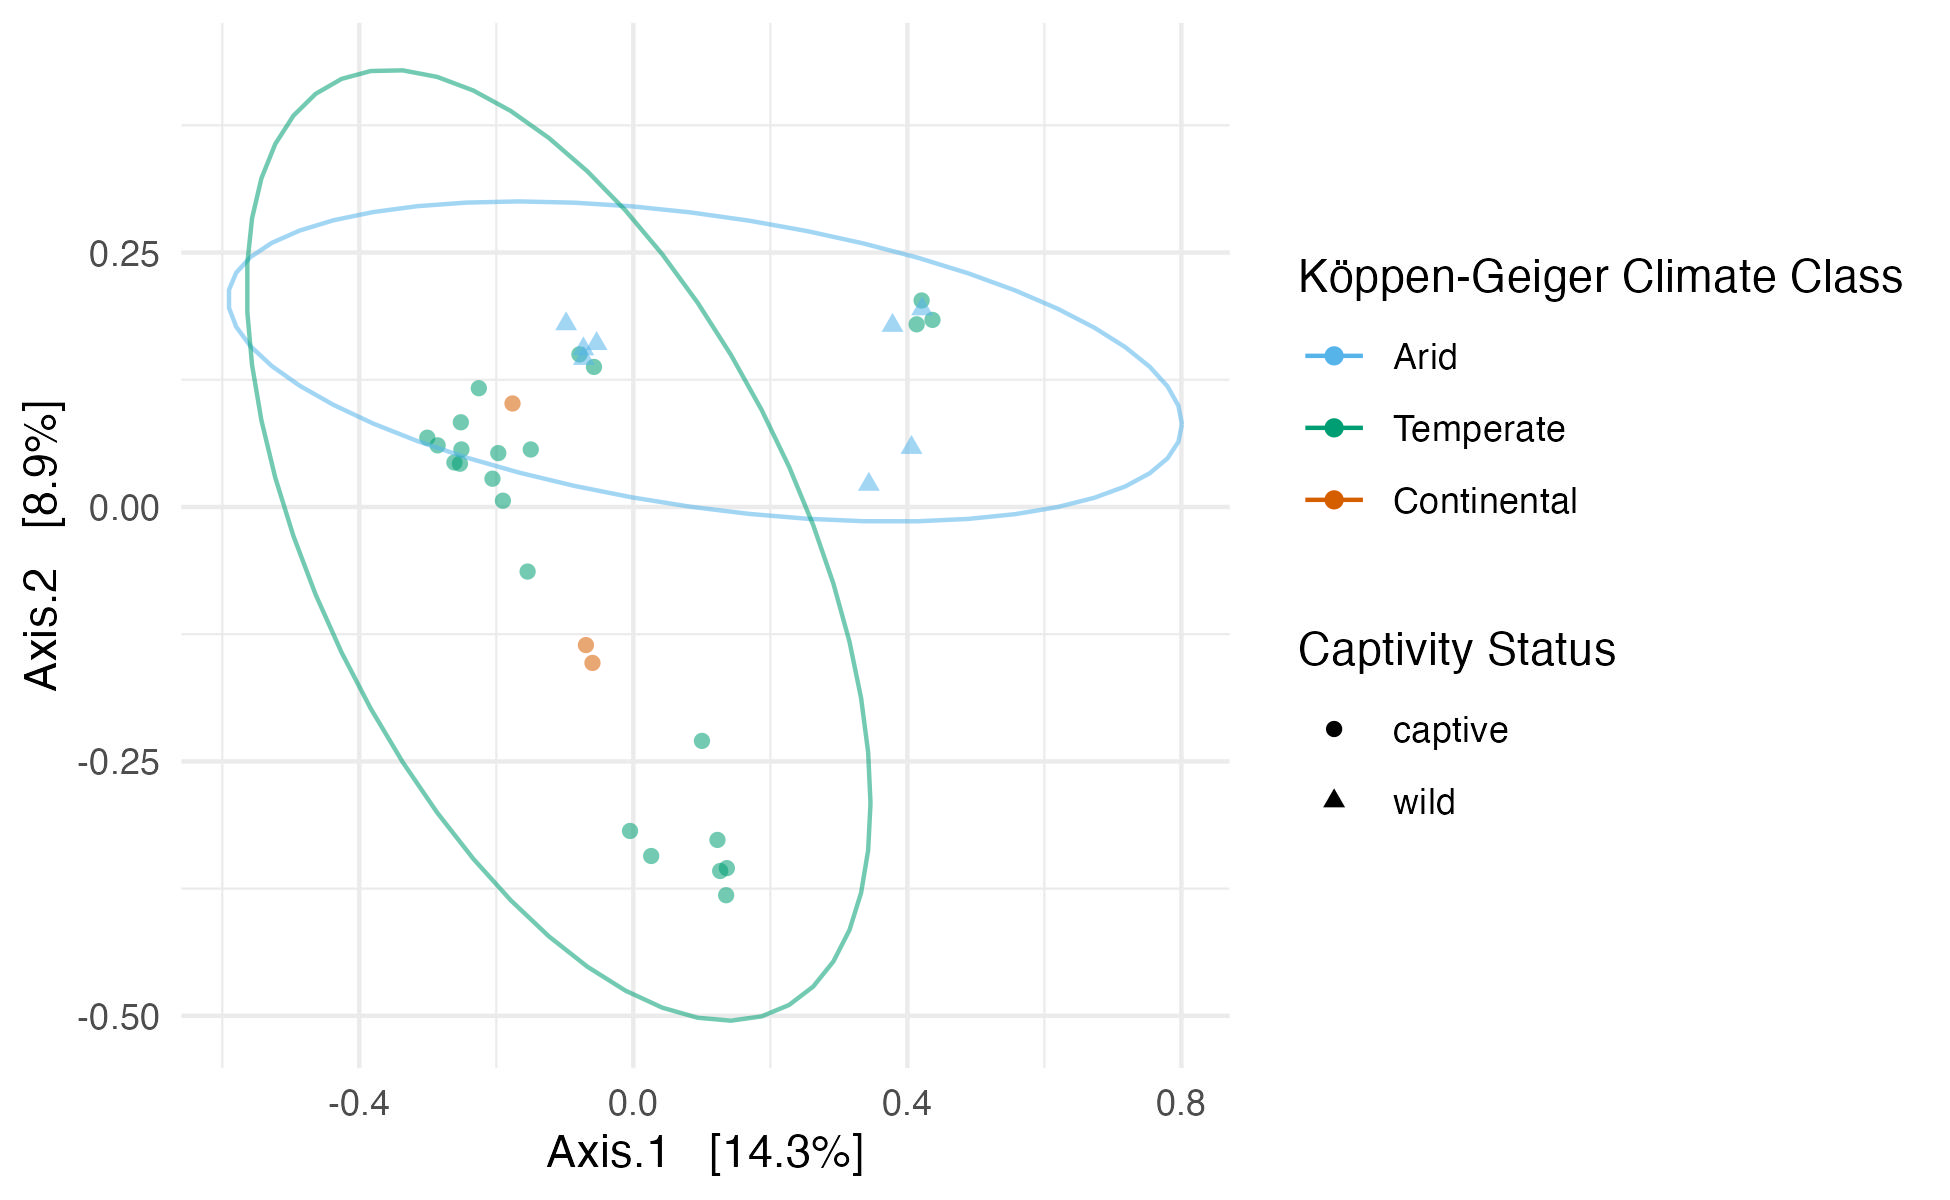 0.25
0.00
-0.25
-0.50
Axis.2 [8.9%]
-0.4 0.0 0.4 0.8
Axis.1 [14.3%]
Köppen-Geiger Climate Class
Arid
Temperate
Continental
Captivity Status
captive
wild